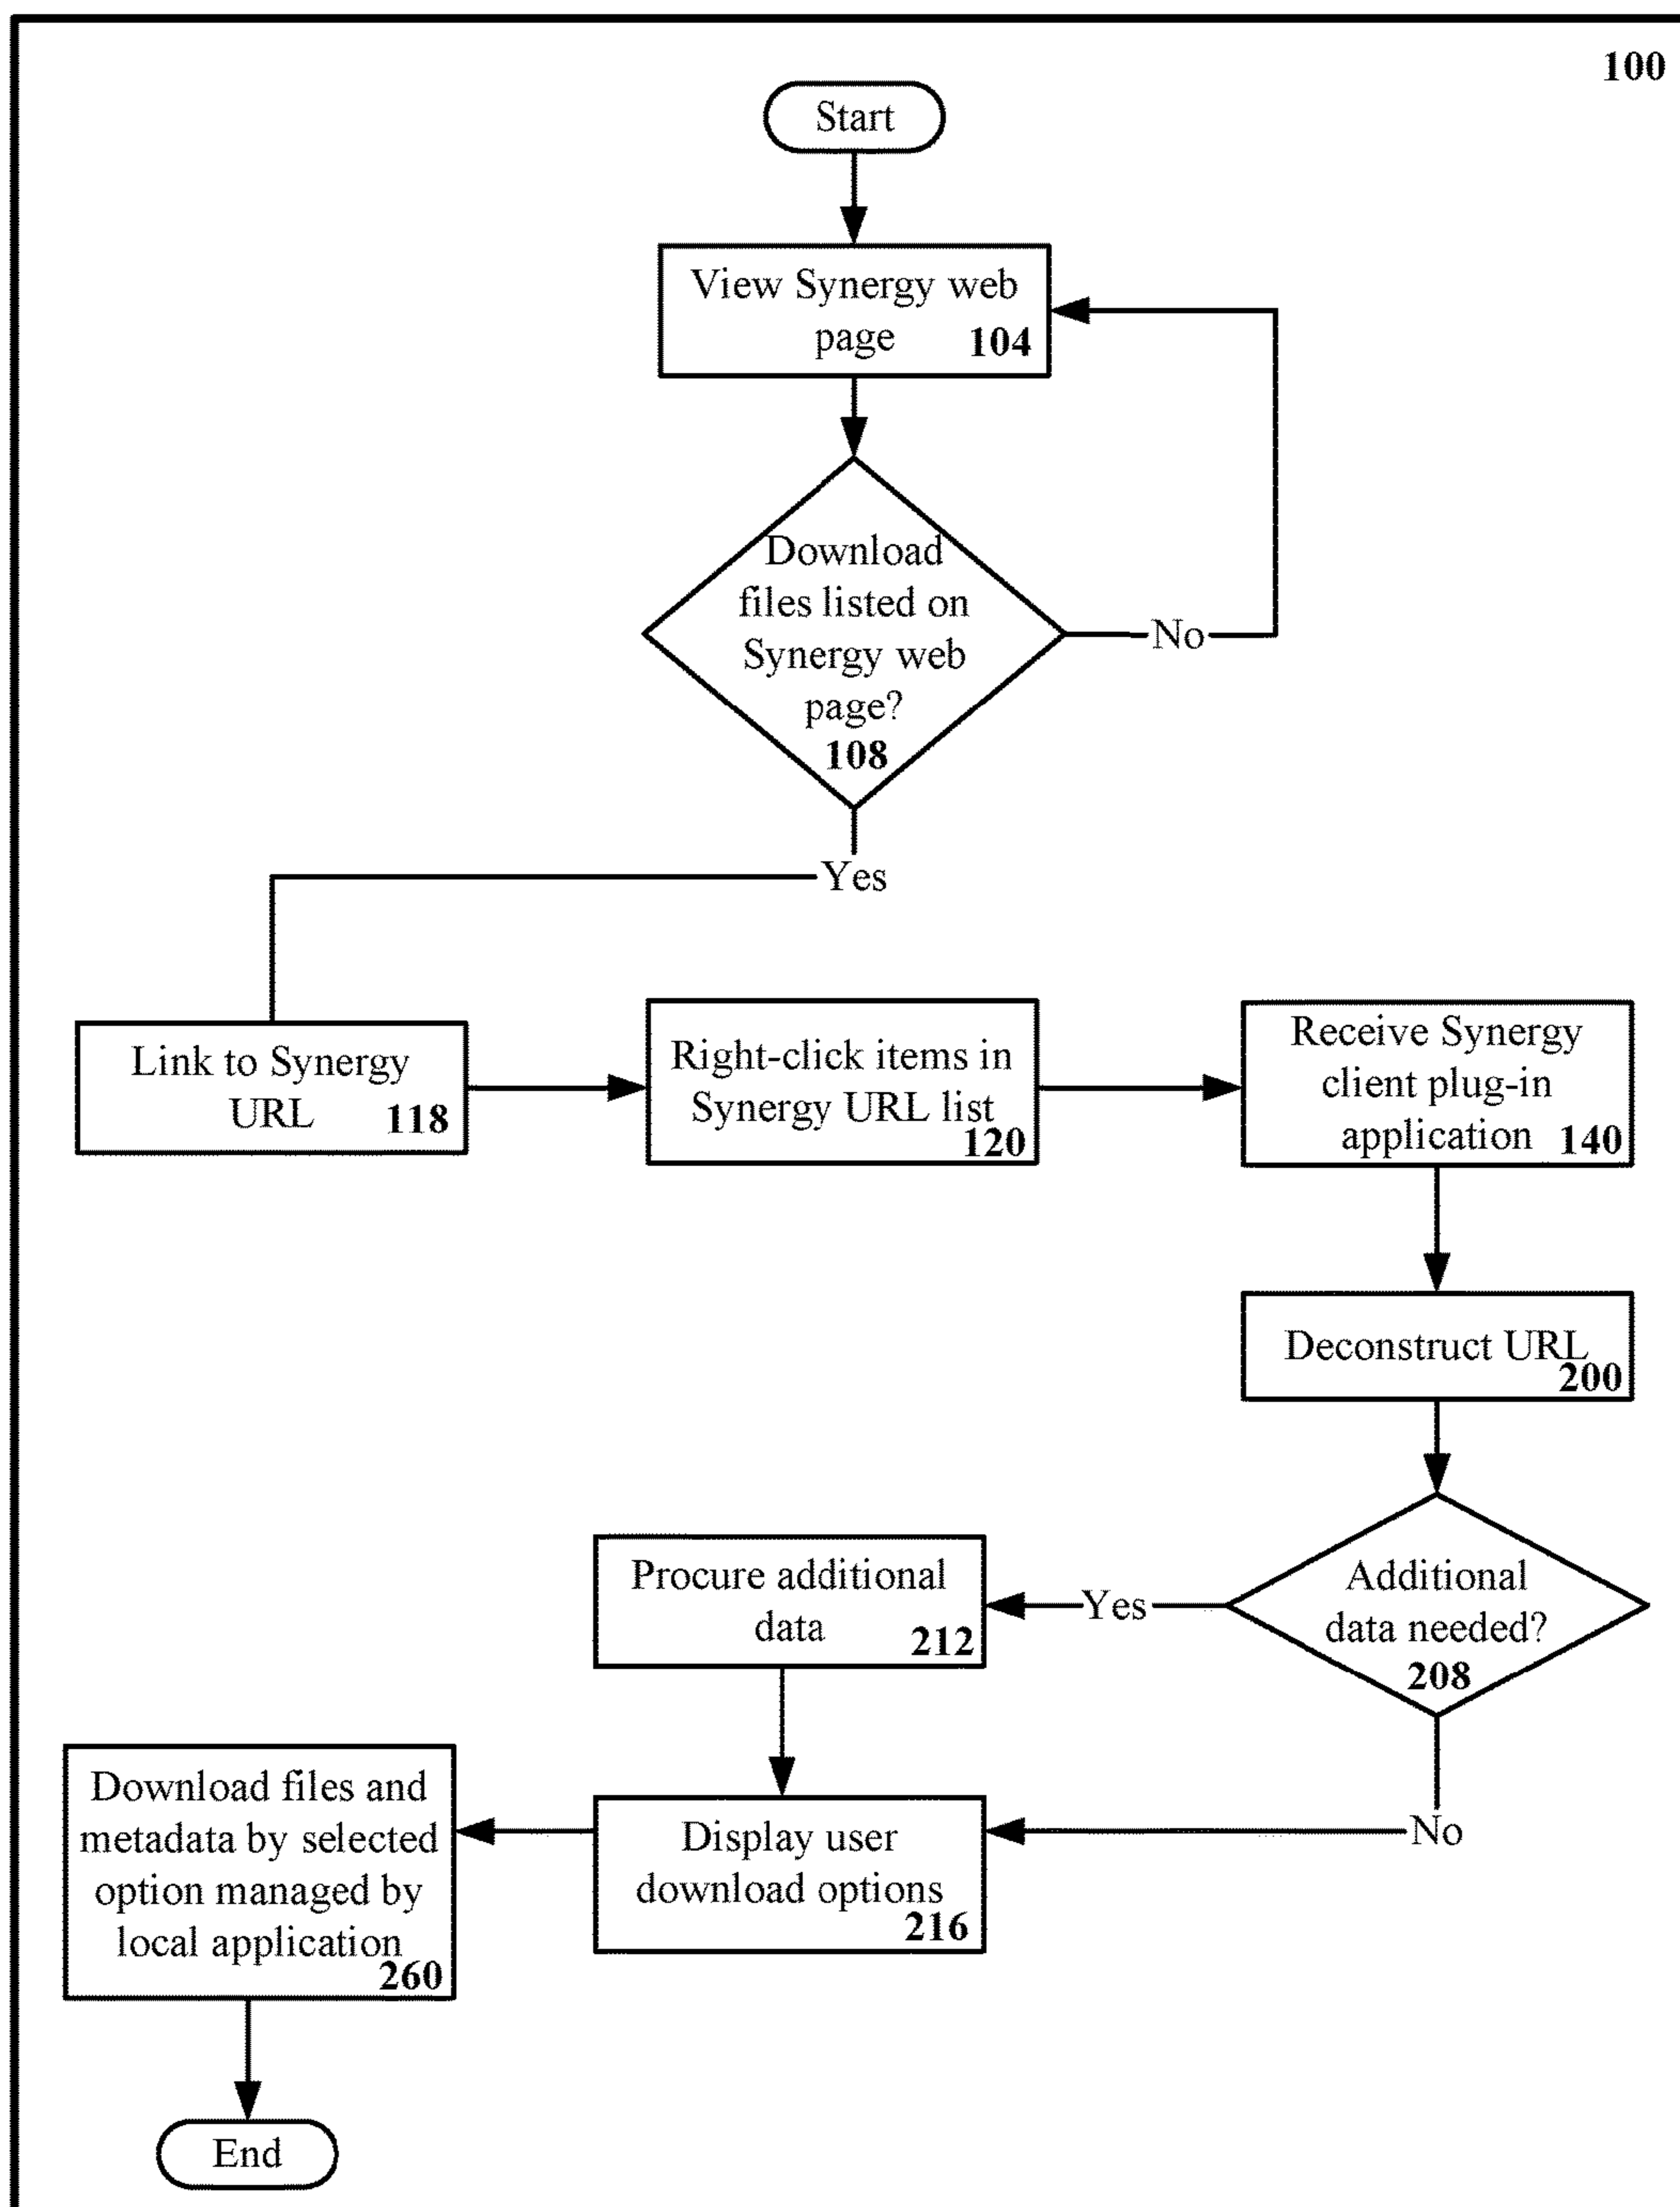 100
Start
View Synergy web
page 104
Download
files listed on
Synergy web
page?
108
No
Yes
Link to Synergy
URL 118
Right-click items in
Synergy URL list
120
Receive Synergy
client plug-in
application 140
Deconstruct URL
200
Additional
data needed?
208
Yes
Procure additional
data 212
No
Display user
download options
216
Download files and
metadata by selected
option managed by
local application
260
End